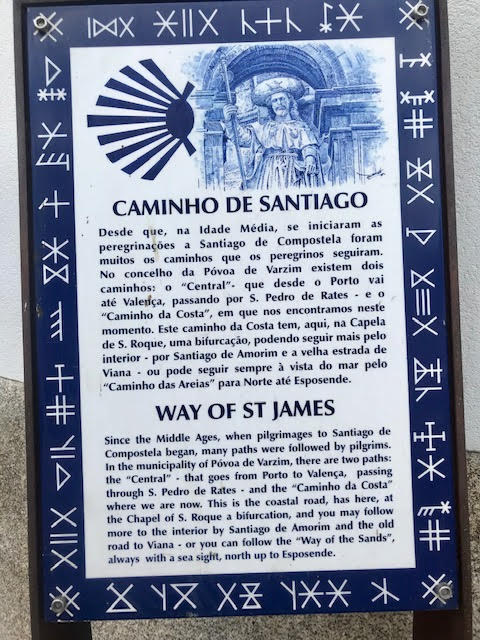 CAMINHO DE SANTIAGO
Desde que, na Idade Média, se iniciaram as
peregrinações a Santiago de Compostela foram
muitos os caminhos que os peregrinos seguiram.
No concelho da Póvoa de Varzim existem dois
caminhos: o "Central"- que desde o Porto vai
até Valença, passando por S. Pedro de Rates - e o
"Caminho da Costa", em que nos encontramos neste
momento. Este caminho da Costa tem, aqui, na Capela
de S. Roque, uma bifurcação, podendo seguir mais pelo
interior - por Santiago de Amorim e a velha estrada de
Viana - ou pode seguir sempre à vista do mar pelo
"Caminho das Areias" para Norte até Esposende.
WAY OF ST JAMES
Since the Middle Ages, when pilgrimages to Santiago de
Compostela began, many paths were followed by pilgrims.
In the municipality of Póvoa de Varzim, there are two paths:
the "Central" - that goes from Porto to Valença, passing
through S. Pedro de Rates - and the "Caminho da Costa"
where we are now. This is the coastal road, has here, at
the Chapel of S. Roque a bifurcation, and you may follow
more to the interior by Santiago de Amorim and the old
road to Viana - or you can follow the "Way of the Sands",
always with a sea sight, north up to Esposende.